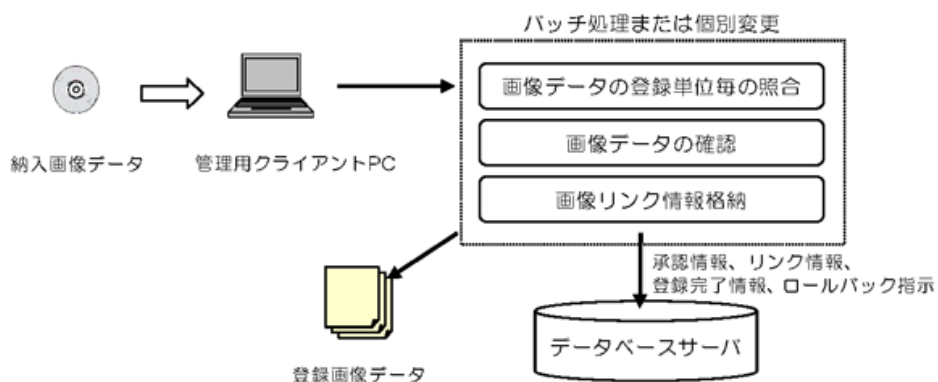 バッチ処理または個別変更
画像データの登録単位毎の照合
画像データの確認
画像リンク情報格納
納入画像データ
管理用クライアントPC
承認情報、リンク情報、
登録完了情報、ロールバック指示
データベースサーバ
登録画像データ